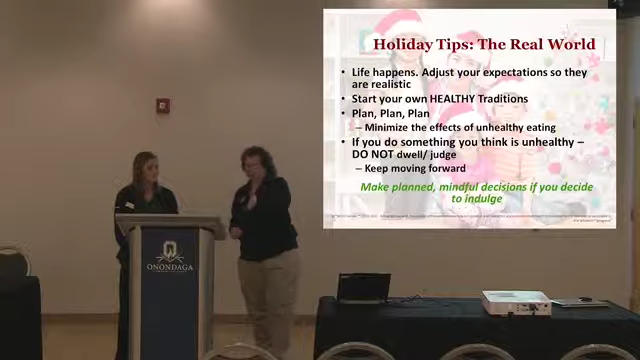 Holiday Tips: The Real World
• Life happens. Adjust your expectations so they
are realistic
• Start your own HEALTHY Traditions
• Plan, Plan, Plan
– Minimize the effects of unhealthy eating
• If you do something you think is unhealthy –
DO NOT dwell/ judge
– Keep moving forward
Make planned, mindful decisions if you decide
to indulge
ONONDAGA